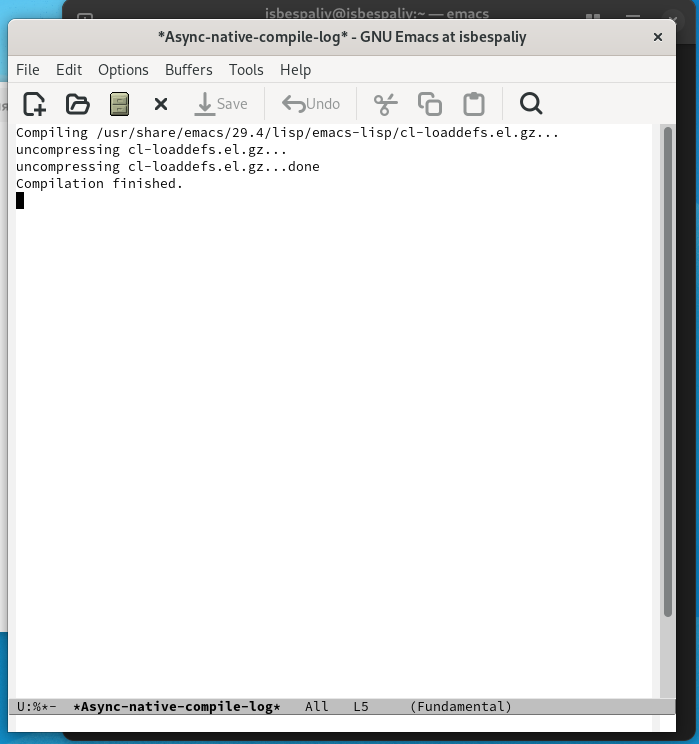 isbespaliy@isbespaliy:~ — emacs
*Async-native-compile-log* - GNU Emacs at isbespaliy
File Edit Options Buffers Tools Help
Save Undo
Compiling /usr/share/emacs/29.4/lisp/emacs-lisp/cl-loaddefs.el.gz...
uncompressing cl-loaddefs.el.gz...
uncompressing cl-loaddefs.el.gz...done
Compilation finished.
U:%*- *Async-native-compile-log* All L5 (Fundamental)